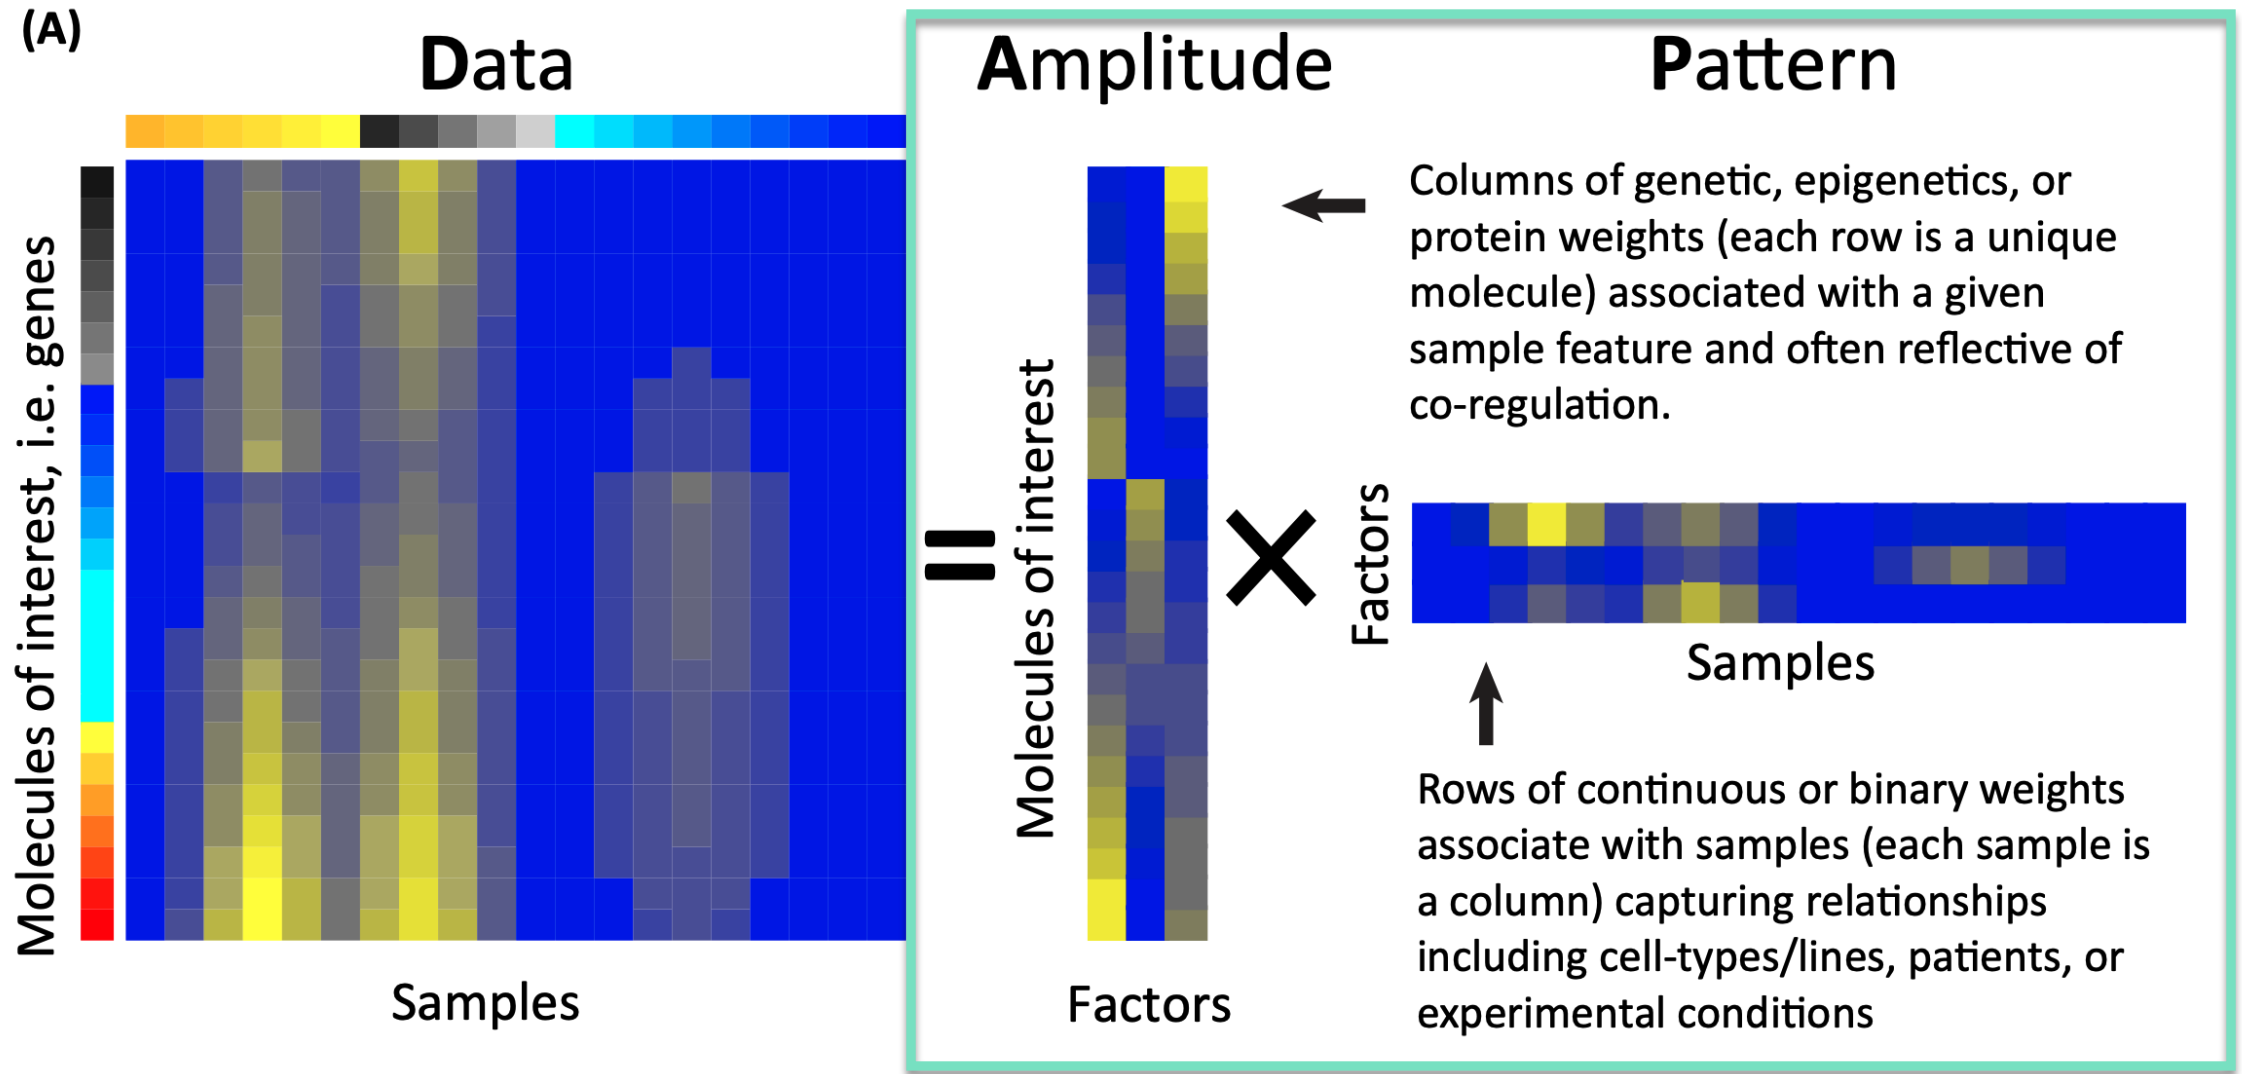 (A)
Data
Amplitude
Pattern
Molecules of interest, i.e. genes
Samples
=
Molecules of interest
Factors
×
Columns of genetic, epigenetics, or
protein weights (each row is a unique
molecule) associated with a given
sample feature and often reflective of
co-regulation.
Factors
Samples
Rows of continuous or binary weights
associate with samples (each sample is
a column) capturing relationships
including cell-types/lines, patients, or
experimental conditions